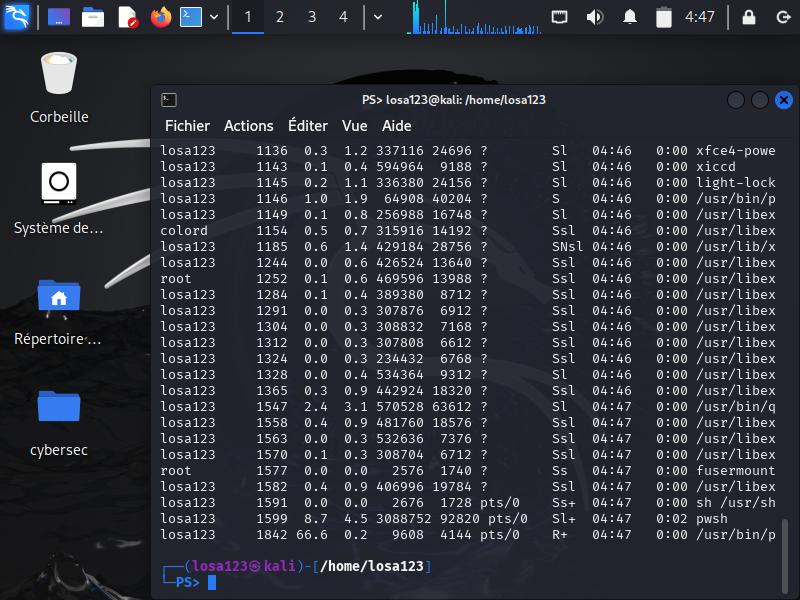 1 2 3 4 4:47
Corbeille
Système de...
Répertoire ...
cybersec
PS> losa123@kali: /home/losa123
Fichier Actions Éditer Vue Aide
losa123 1136 0.3 1.2 337116 24696 ? Sl 04:46 0:00 xfce4-powe
losa123 1143 0.1 0.4 594964 9188 ? Sl 04:46 0:00 xiccd
losa123 1145 0.2 1.1 336380 24156 ? Sl 04:46 0:00 light-lock
losa123 1146 1.0 1.9 64908 40204 ? S 04:46 0:00 /usr/bin/p
losa123 1149 0.1 0.8 256988 16748 ? Sl 04:46 0:00 /usr/libex
colord 1154 0.5 0.7 315916 14192 ? Ssl 04:46 0:00 /usr/libex
losa123 1185 0.6 1.4 429184 28756 ? SNsl 04:46 0:00 /usr/lib/x
losa123 1244 0.0 0.6 426524 13640 ? Ssl 04:46 0:00 /usr/libex
root 1252 0.1 0.6 469596 13988 ? Ssl 04:46 0:00 /usr/libex
losa123 1284 0.1 0.4 389380 8712 ? Ssl 04:46 0:00 /usr/libex
losa123 1291 0.0 0.3 307876 6912 ? Ssl 04:46 0:00 /usr/libex
losa123 1304 0.0 0.3 308832 7168 ? Ssl 04:46 0:00 /usr/libex
losa123 1312 0.0 0.3 307808 6612 ? Ssl 04:46 0:00 /usr/libex
losa123 1324 0.0 0.3 234432 6768 ? Ssl 04:46 0:00 /usr/libex
losa123 1328 0.0 0.4 534364 9312 ? Sl 04:46 0:00 /usr/libex
losa123 1365 0.3 0.9 442924 18320 ? Ssl 04:46 0:00 /usr/libex
losa123 1547 2.4 3.1 570528 63612 ? Sl 04:47 0:00 /usr/bin/q
losa123 1558 0.4 0.9 481760 18576 ? Ssl 04:47 0:00 /usr/libex
losa123 1563 0.0 0.3 532636 7376 ? Ssl 04:47 0:00 /usr/libex
losa123 1570 0.1 0.3 308704 6712 ? Ssl 04:47 0:00 /usr/libex
root 1577 0.0 0.0 2576 1740 ? Ss 04:47 0:00 fusermount
losa123 1582 0.4 0.9 406996 19784 ? Ssl 04:47 0:00 /usr/libex
losa123 1591 0.0 0.0 2676 1728 pts/0 Ss+ 04:47 0:00 sh /usr/sh
losa123 1599 8.7 4.5 3088752 92820 pts/0 Sl+ 04:47 0:02 pwsh
losa123 1842 66.6 0.2 9608 4144 pts/0 R+ 04:47 0:00 /usr/bin/p
┌──(losa123㉿kali)-[/home/losa123]
└─PS>